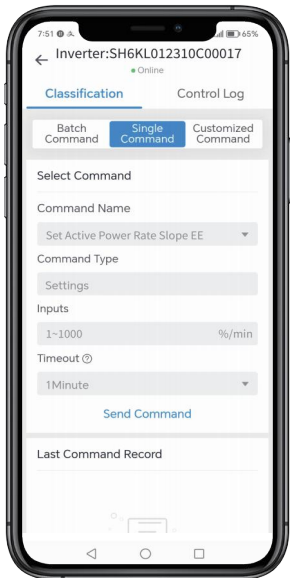 7:51
65%
Inverter:SH6KL012310C00017
Online
Classification
Control Log
Batch Command
Single Command
Customized Command
Select Command
Command Name
Set Active Power Rate Slope EE
Command Type
Settings
Inputs
1~1000 %/min
Timeout ?
1Minute
Send Command
Last Command Record